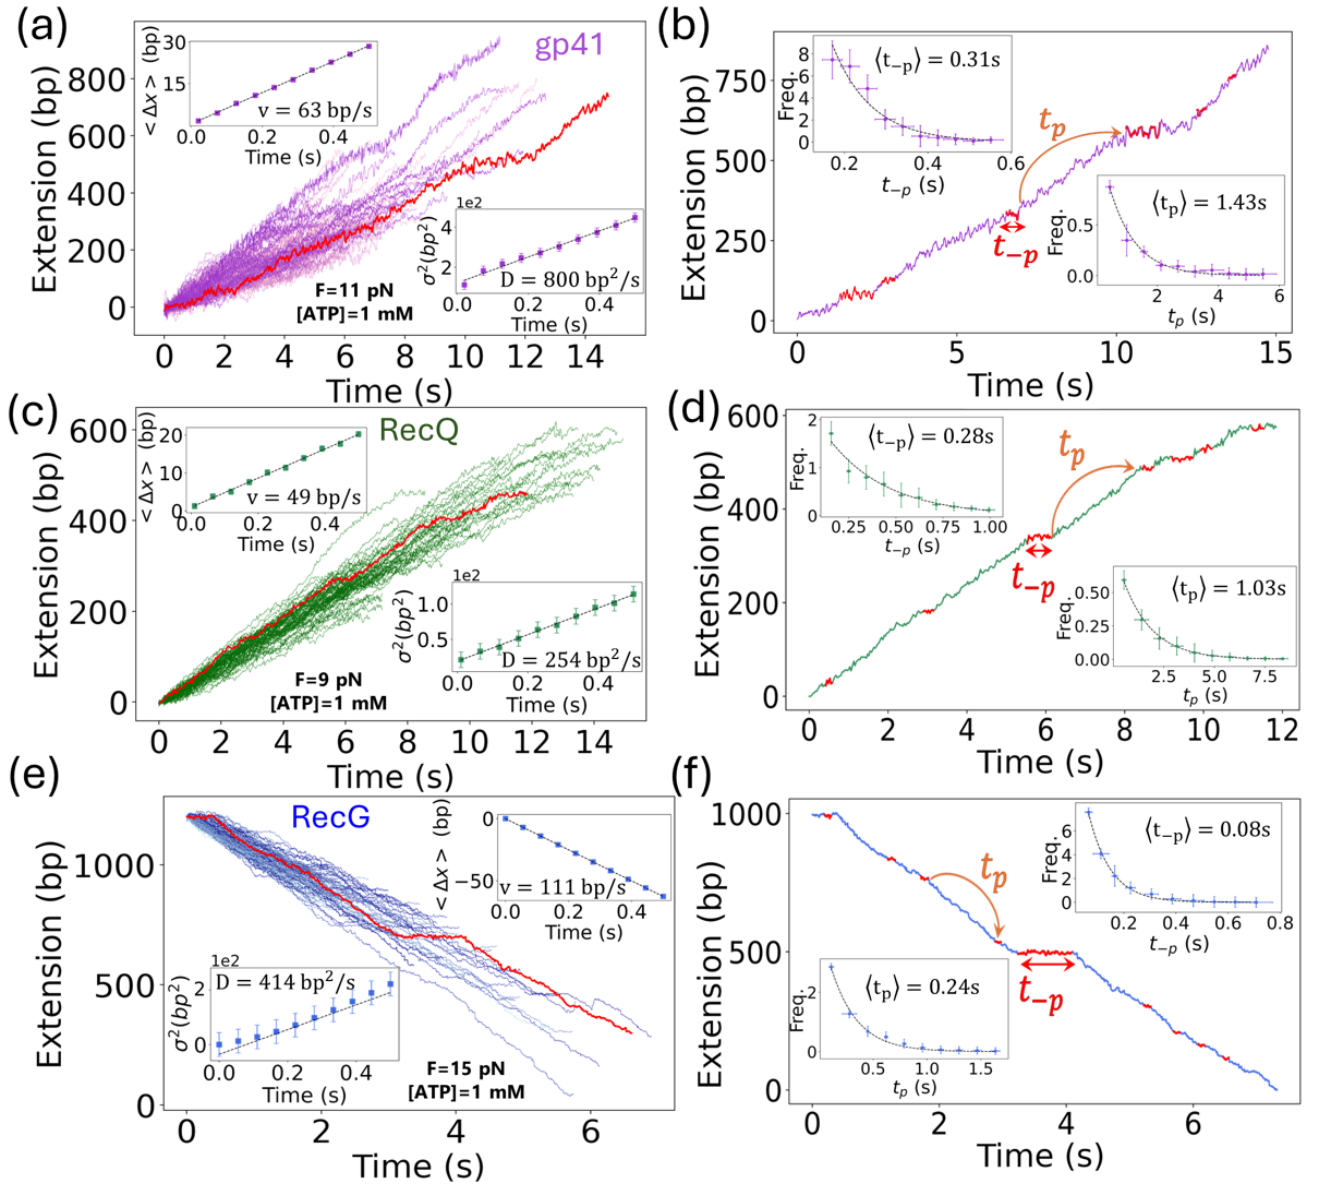 (a)
gp41
Extension (bp)
800
600
400
200
0
0 2 4 6 8 10 12 14
Time (s)
F=11 pN
[ATP]=1 mM
< Δx > (bp)
30
15
v = 63 bp/s
0.0 0.2 0.4
Time (s)
1e2
σ²(bp²)
4
2
D = 800 bp²/s
0.0 0.4
Time (s)
(b)
Extension (bp)
750
500
250
0
0 5 10 15
Time (s)
Freq.
8
6
4
2
0
⟨t₋p⟩ = 0.31s
0.2 0.4 0.6
t₋p (s)
tp
t₋p
Freq.
0.5
0.0
⟨tp⟩ = 1.43s
2 4 6
tp (s)
(c)
RecQ
Extension (bp)
600
400
200
0
0 2 4 6 8 10 12 14
Time (s)
F=9 pN
[ATP]=1 mM
< Δx > (bp)
20
10
0
v = 49 bp/s
0.0 0.2 0.4
Time (s)
1e2
σ²(bp²)
1.0
0.5
D = 254 bp²/s
0.0 0.2 0.4
Time (s)
(d)
Extension (bp)
600
400
200
0
0 2 4 6 8 10 12
Time (s)
Freq.
2
1
0
⟨t₋p⟩ = 0.28s
0.25 0.50 0.75 1.00
t₋p (s)
tp
t₋p
Freq.
0.50
0.25
0.00
⟨tp⟩ = 1.03s
2.5 5.0 7.5
tp (s)
(e)
RecG
Extension (bp)
1000
500
0
0 2 4 6
Time (s)
F=15 pN
[ATP]=1 mM
< Δx > (bp)
0
−50
v = 111 bp/s
0.0 0.2 0.4
Time (s)
1e2
σ²(bp²)
2
0
D = 414 bp²/s
0.0 0.2 0.4
Time (s)
(f)
Extension (bp)
1000
500
0
0 2 4 6
Time (s)
Freq.
6
4
2
0
⟨t₋p⟩ = 0.08s
0.2 0.4 0.6 0.8
t₋p (s)
tp
t₋p
Freq.
2
0
⟨tp⟩ = 0.24s
0.5 1.0 1.5
tp (s)